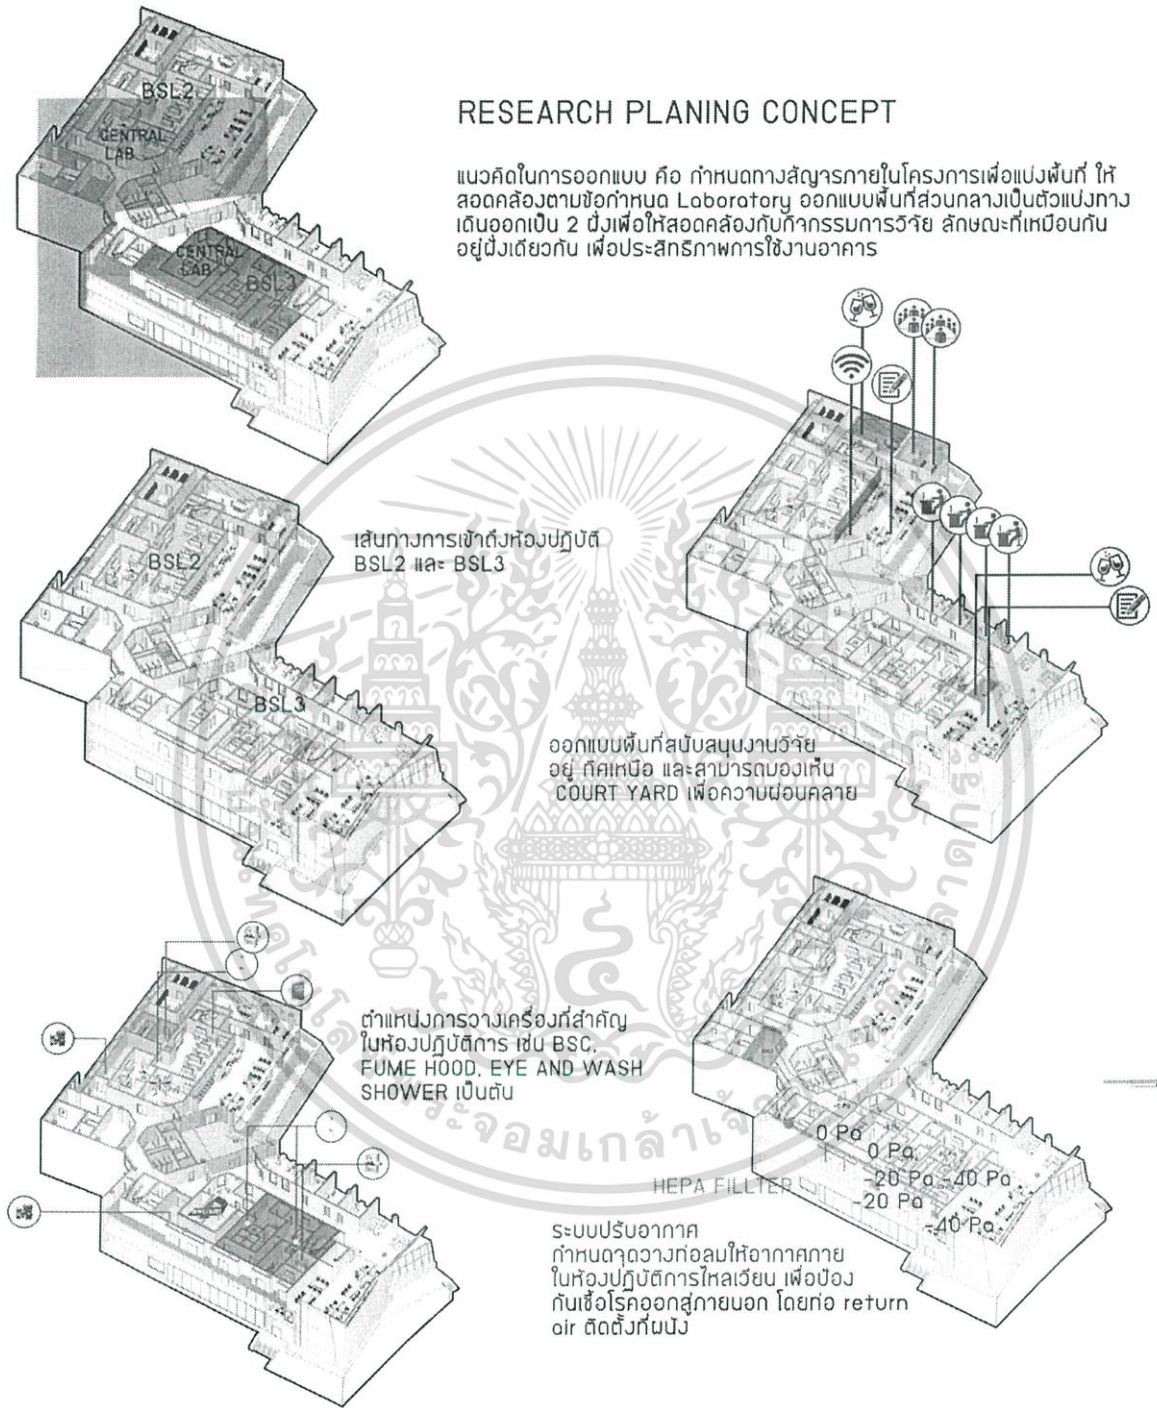 RESEARCH PLANING CONCEPT
แนวคิดในการออกแบบ คือ กำหนดทางสัญจรภายในโครงการเพื่อแบ่งพื้นที่ ให้
สอดคล้องตามข้อกำหนด Laboratory ออกแบบพื้นที่ส่วนกลางเป็นตัวแบ่งทาง
เดินออกเป็น 2 ฝั่งเพื่อให้สอดคล้องกับกิจกรรมการวิจัย ลักษณะที่เหมือนกัน
อยู่ฝั่งเดียวกัน เพื่อประสิทธิภาพการใช้งานอาคาร
BSL2
CENTRAL
LAB
CENTRAL
LAB
BSL3
เส้นทางการเข้าถึงห้องปฏิบัติ
BSL2 และ BSL3
BSL2
BSL3
ออกแบบพื้นที่สนับสนุนงานวิจัย
อยู่ ทิศเหนือ และสามารถมองเห็น
COURT YARD เพื่อความผ่อนคลาย
ตำแหน่งการวางเครื่องที่สำคัญ
ในห้องปฏิบัติการ เช่น BSC,
FUME HOOD, EYE AND WASH
SHOWER เป็นต้น
0 Pa
0 Pa
-20 Pa -40 Pa
-20 Pa
-40 Pa
HEPA FILLTER
ระบบปรับอากาศ
กำหนดจุดวางท่อลมให้อากาศภาย
ในห้องปฏิบัติการไหลเวียน เพื่อป้อง
กันเชื้อโรคออกสู่ภายนอก โดยท่อ return
air ติดตั้งที่ผนัง